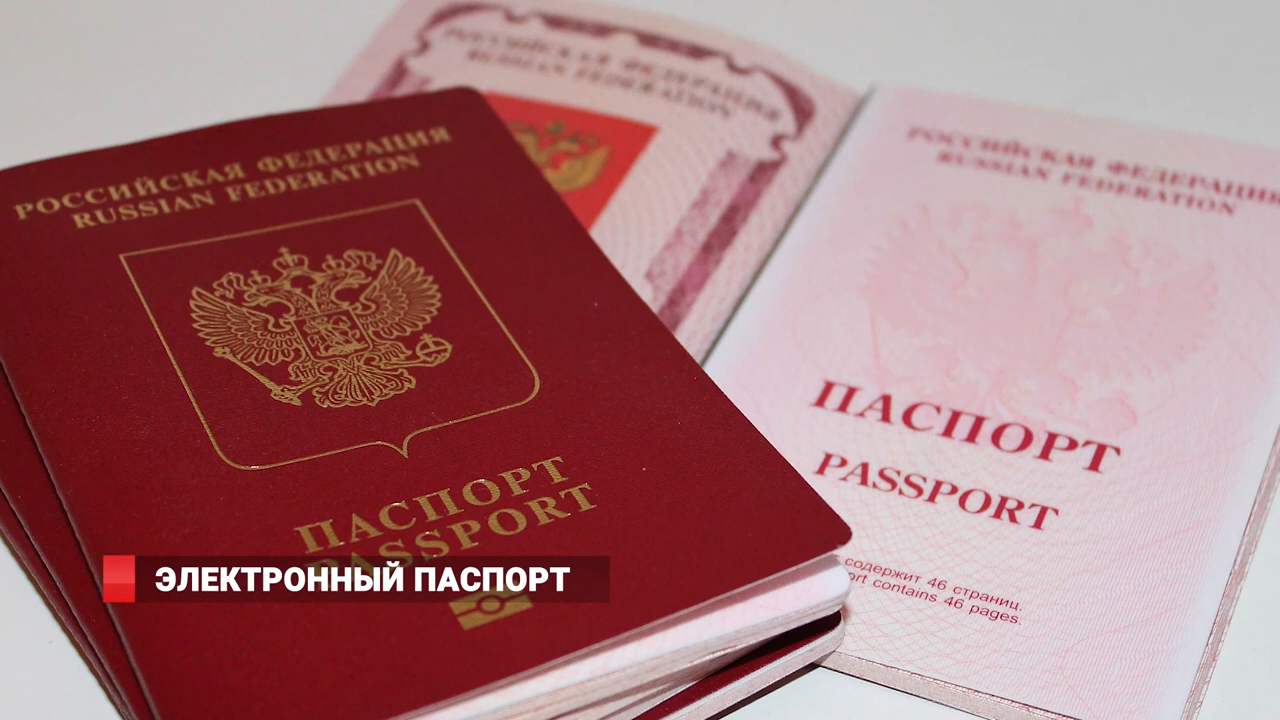 РОССИЙСКАЯ ФЕДЕРАЦИЯ
RUSSIAN FEDERATION
ПАСПОРТ
PASSPORT
ЭЛЕКТРОННЫЙ ПАСПОРТ
РОССИЙСКАЯ ФЕДЕРАЦИЯ
RUSSIAN FEDERATION
РОССИЙСКАЯ ФЕДЕРАЦИЯ
RUSSIAN FEDERATION
ПАСПОРТ
PASSPORT
содержит 46 страниц.
contains 46 pages.